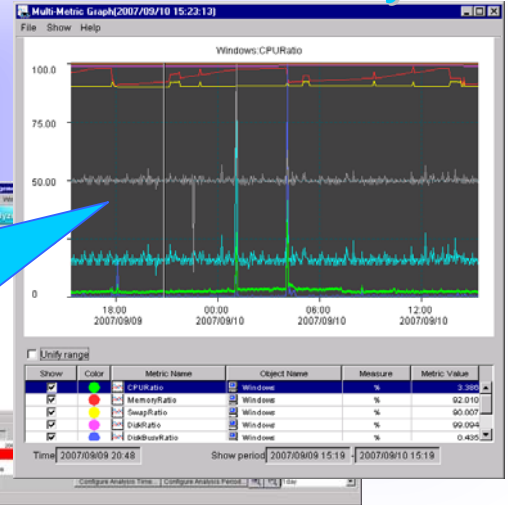 Multi-Metric Graph(2007/09/10 15:23:13)
File Show Help
Windows:CPURatio
100.0
75.00
50.00
0
18:00 00:00 06:00 12:00
2007/09/09 2007/09/10 2007/09/10 2007/09/10
Unify range
Show Color Metric Name Object Name Measure Metric Value
CPURatio Windows % 3.386
MemoryRatio Windows % 92.010
SwapRatio Windows % 90.007
DiskRatio Windows % 99.094
DiskBusyRatio Windows % 0.435
Time 2007/09/09 20:48 Show period 2007/09/09 15:19 - 2007/09/10 15:19
Configure Analysis Time... Configure Analysis Period... 1day